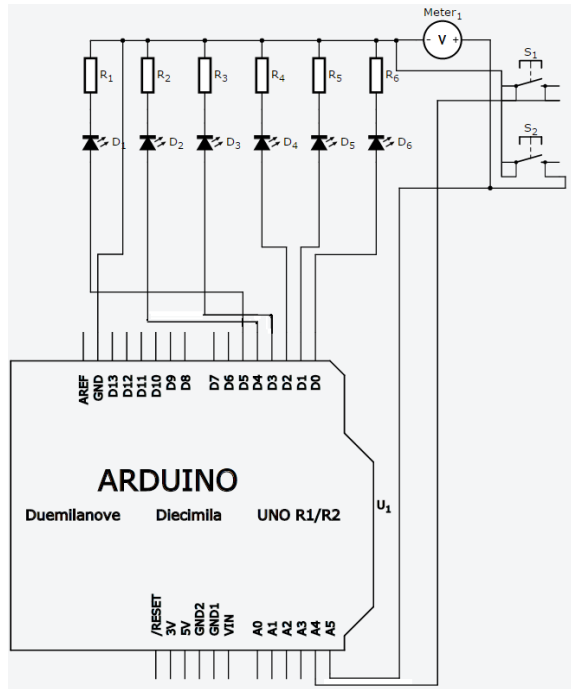 Meter1
- V +
S1
R1 R2 R3 R4 R5 R6
S2
D1 D2 D3 D4 D5 D6
AREF GND D13 D12 D11 D10 D9 D8 D7 D6 D5 D4 D3 D2 D1 D0
ARDUINO
U1
Duemilanove Diecimila UNO R1/R2
/RESET 3V 5V GND2 GND1 VIN A0 A1 A2 A3 A4 A5